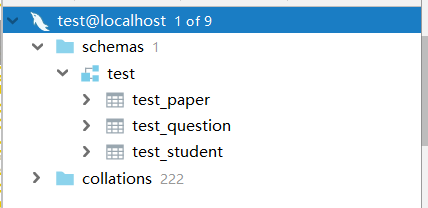 test@localhost 1 of 9
schemas 1
test
test_paper
test_question
test_student
collations 222